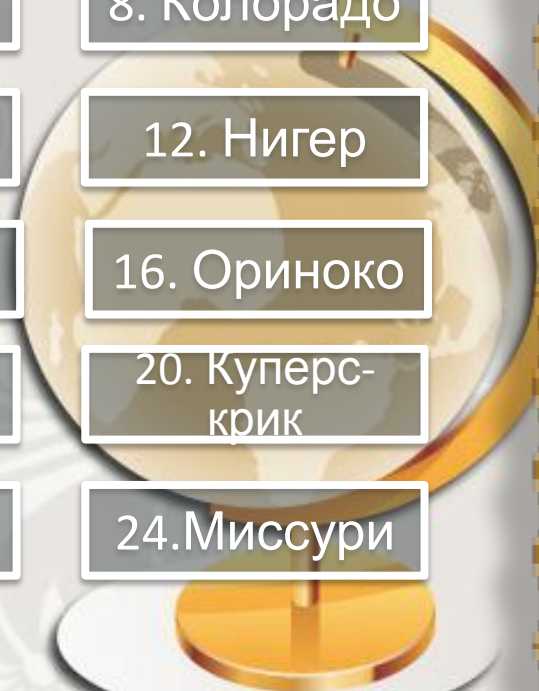 8. Колорадо
12. Нигер
16. Ориноко
20. Куперс-
крик
24.Миссури